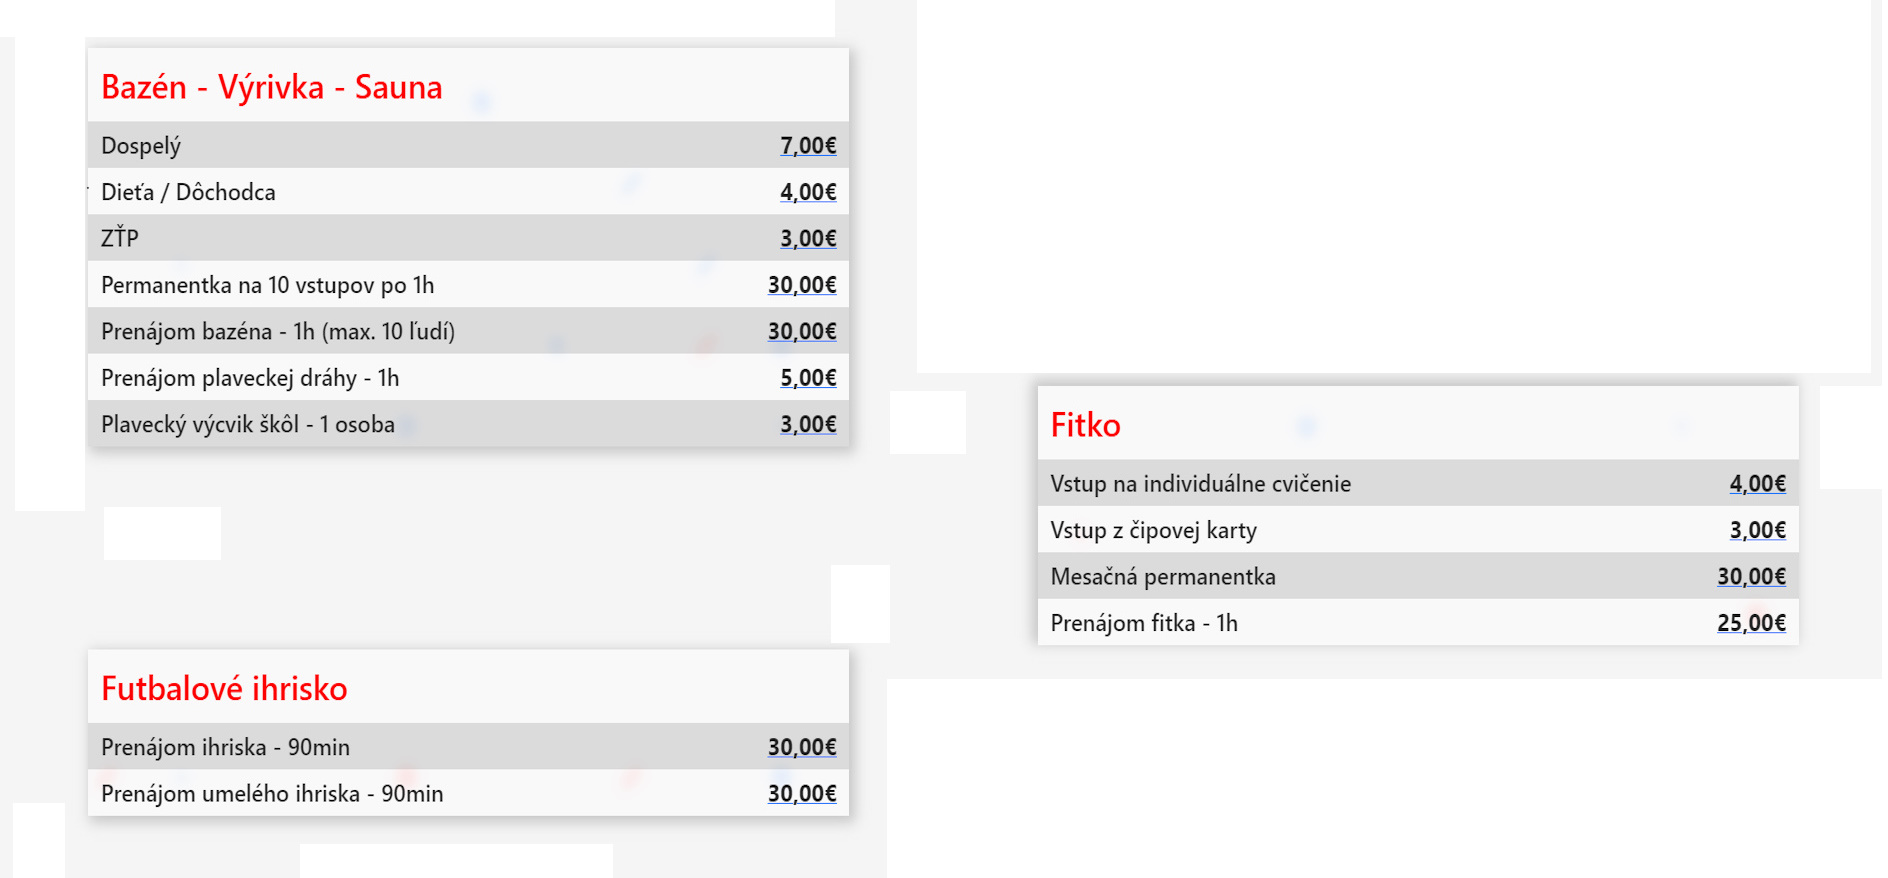 Bazén - Výrivka - Sauna
Dospelý 7,00€
Dieťa / Dôchodca 4,00€
ZŤP 3,00€
Permanentka na 10 vstupov po 1h 30,00€
Prenájom bazéna - 1h (max. 10 ľudí) 30,00€
Prenájom plaveckej dráhy - 1h 5,00€
Plavecký výcvik škôl - 1 osoba 3,00€
Fitko
Vstup na individuálne cvičenie 4,00€
Vstup z čipovej karty 3,00€
Mesačná permanentka 30,00€
Prenájom fitka - 1h 25,00€
Futbalové ihrisko
Prenájom ihriska - 90min 30,00€
Prenájom umelého ihriska - 90min 30,00€